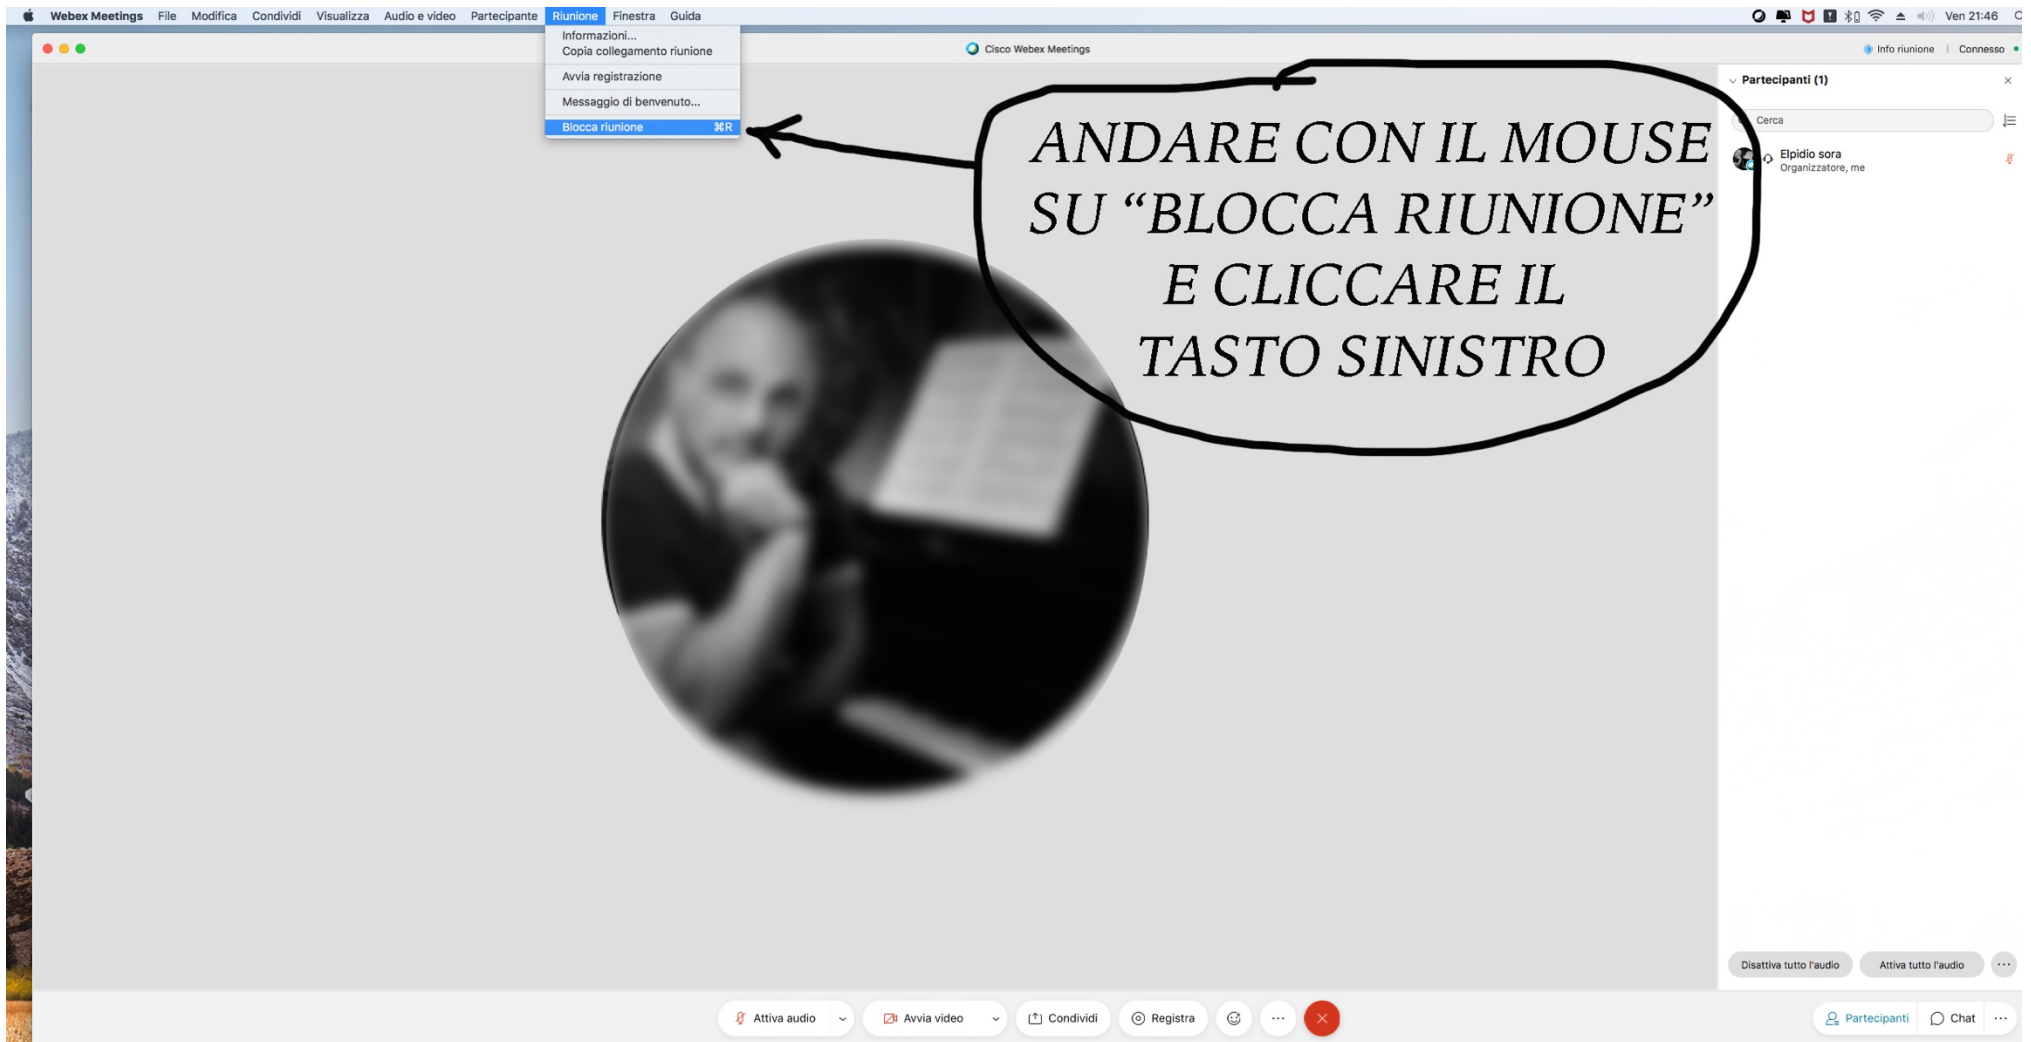 Webex Meetings File Modifica Condividi Visualizza Audio e video Partecipante Riunione Finestra Guida
Ven 21:46
Informazioni...
Copia collegamento riunione
Avvia registrazione
Messaggio di benvenuto...
Blocca riunione ⌘R
Cisco Webex Meetings
Info riunione | Connesso
Partecipanti (1)
Cerca
Elpidio sora
Organizzatore, me
ANDARE CON IL MOUSE
SU “BLOCCA RIUNIONE”
E CLICCARE IL
TASTO SINISTRO
Disattiva tutto l'audio Attiva tutto l'audio
Attiva audio Avvia video Condividi Registra
Partecipanti Chat